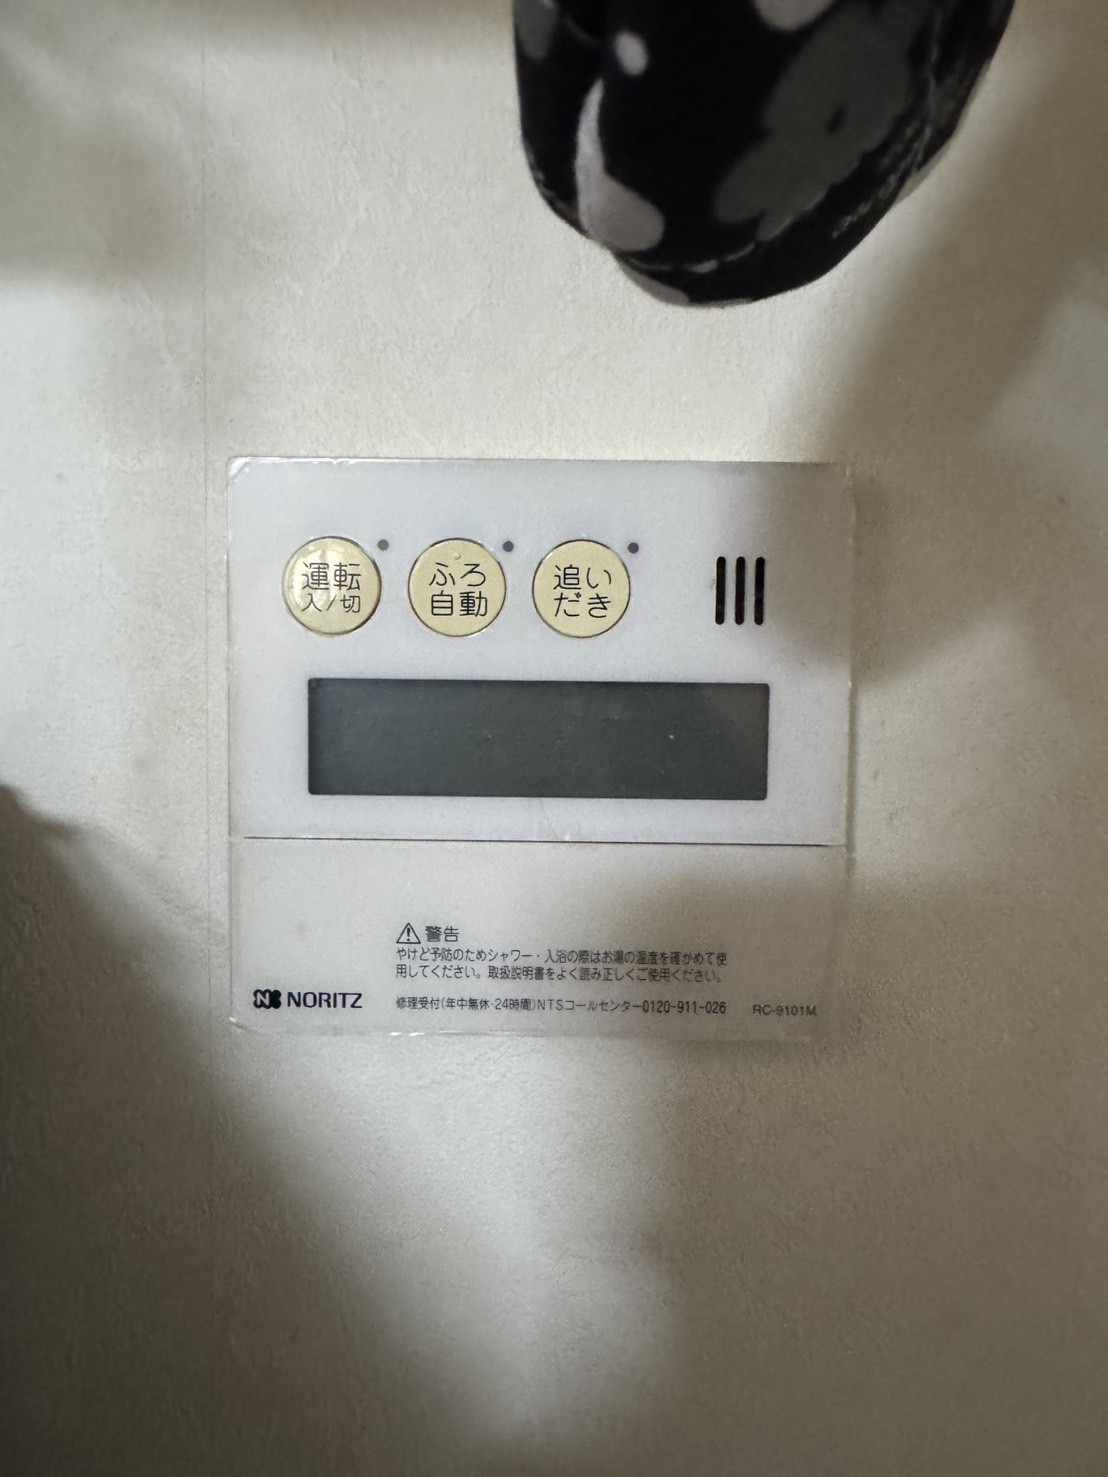 運転
入/切
ふろ
自動
追い
だき
警告
やけど予防のためシャワー・入浴の際はお湯の温度を確かめて使
用してください。取扱説明書をよく読み正しくご使用ください。
NORITZ
修理受付(年中無休・24時間)NTSコールセンター0120-911-026
RC-9101M